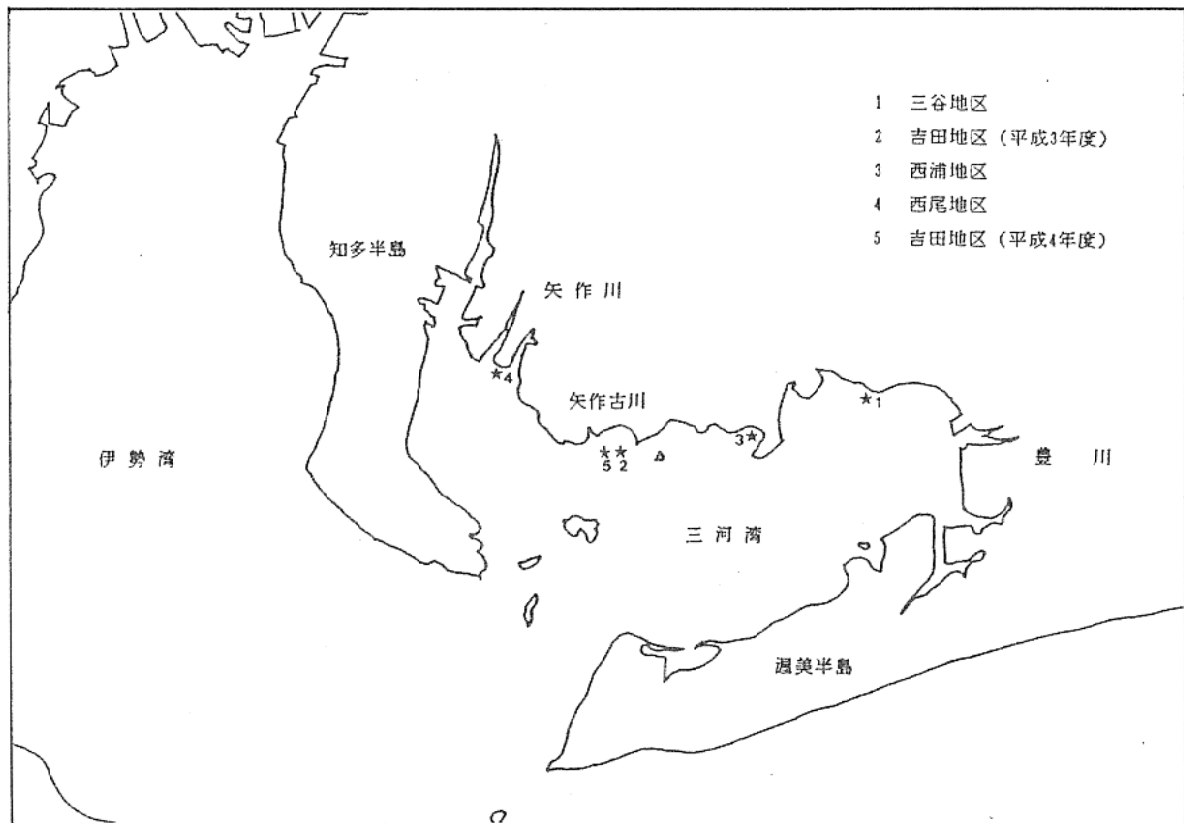 1 三谷地区
2 吉田地区（平成3年度）
3 西浦地区
4 西尾地区
5 吉田地区（平成4年度）
知多半島
矢作川
★4
矢作古川
★1
3★
★ ★
5 2
伊勢湾
豊川
三河湾
渥美半島